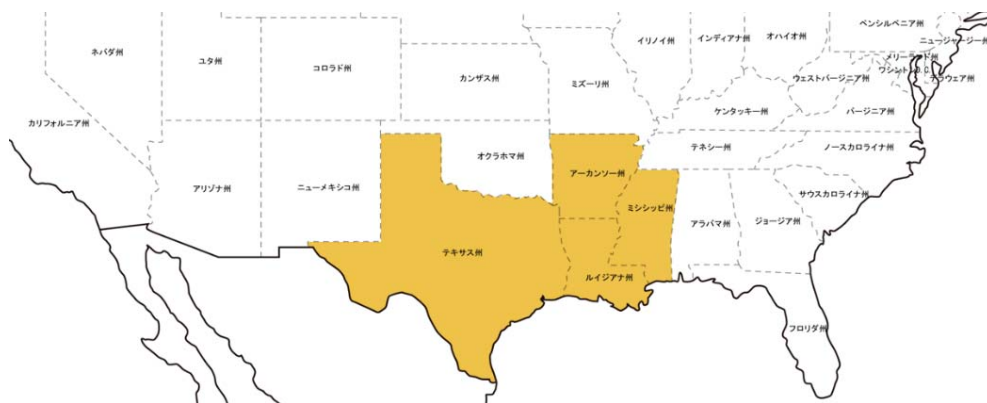 ペンシルベニア州
ニュージャージー州
オハイオ州
インディアナ州
イリノイ州
ネバダ州
メリーランド州
ユタ州
コロラド州
ワシントンD.C.
デラウェア州
カンザス州
ミズーリ州
ウェストバージニア州
ケンタッキー州
バージニア州
カリフォルニア州
テネシー州
ノースカロライナ州
オクラホマ州
アーカンソー州
アリゾナ州
ニューメキシコ州
サウスカロライナ州
ミシシッピ州
アラバマ州
ジョージア州
テキサス州
ルイジアナ州
フロリダ州